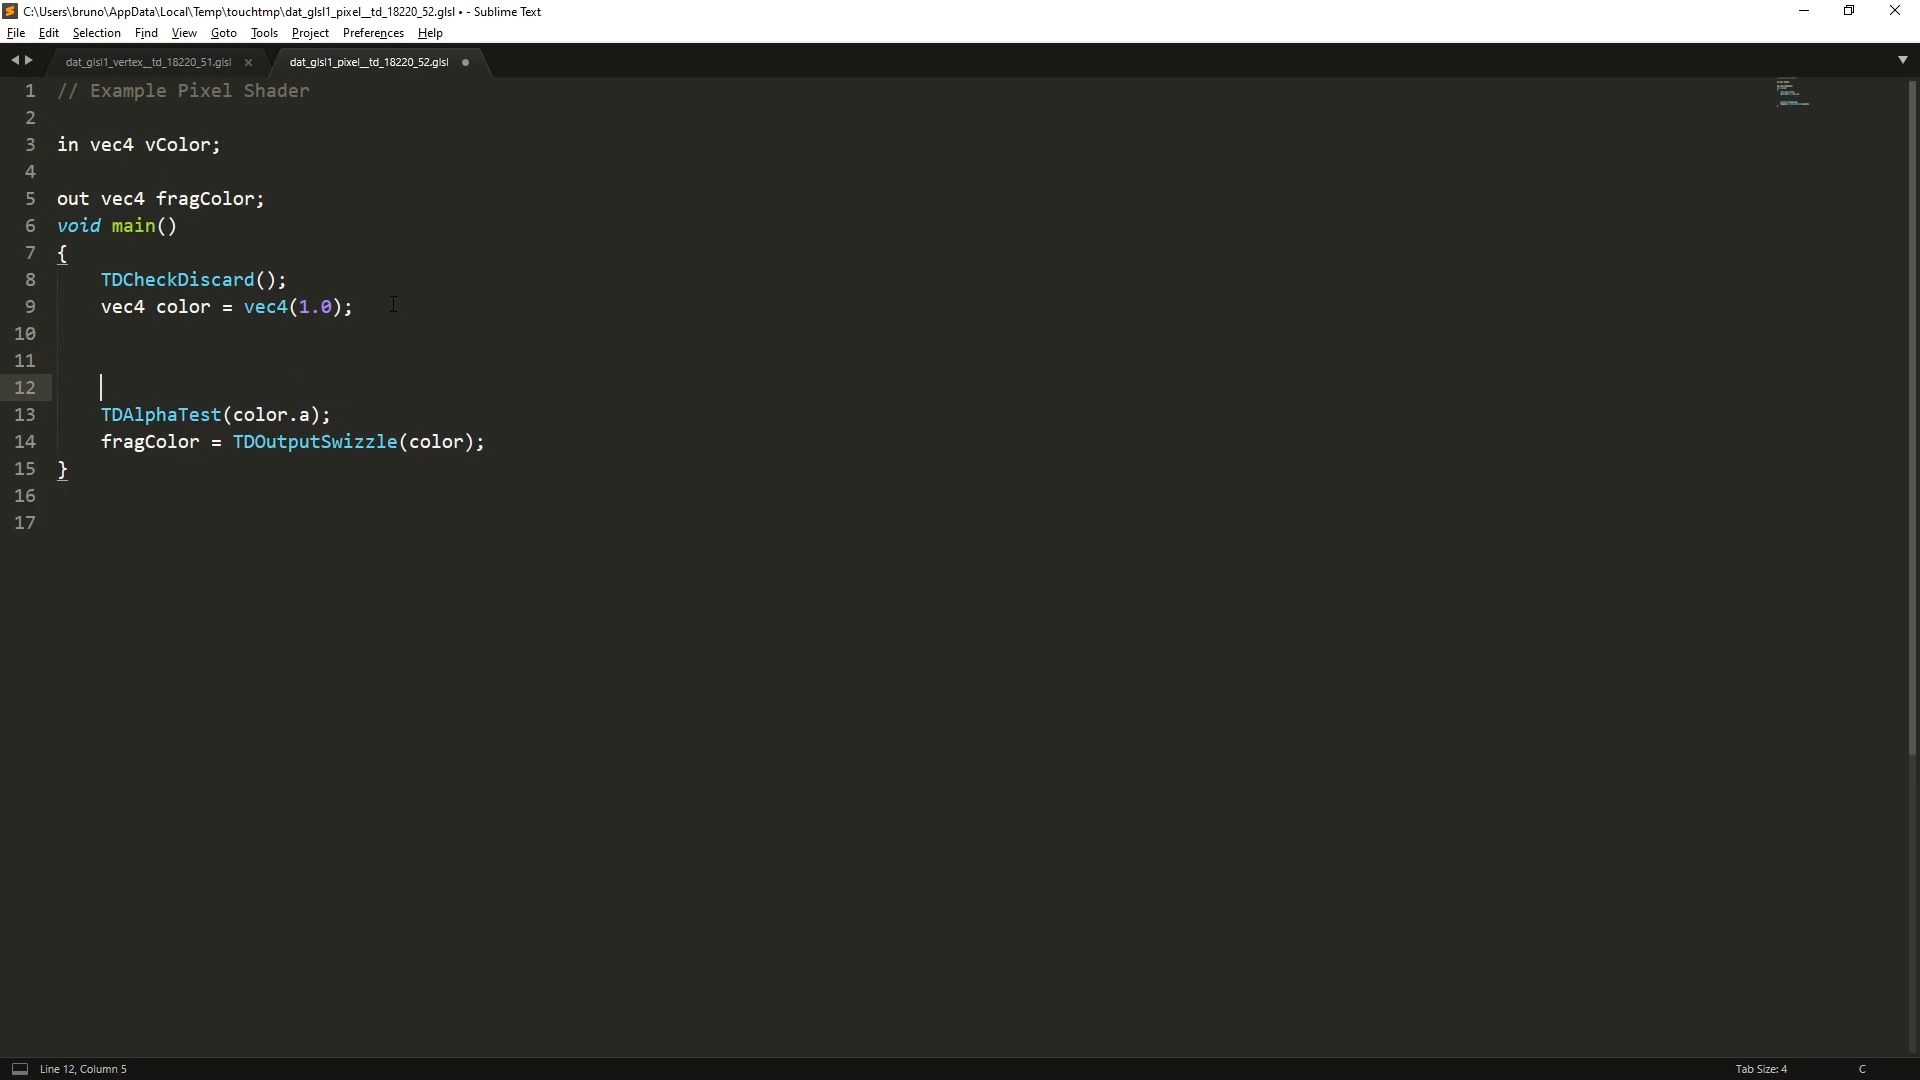 C:\Users\bruno\AppData\Local\Temp\touchtmp\dat_glsl1_pixel__td_18220_52.glsl • - Sublime Text
File Edit Selection Find View Goto Tools Project Preferences Help
dat_glsl1_vertex__td_18220_51.glsl × dat_glsl1_pixel__td_18220_52.glsl
1 // Example Pixel Shader
2
3 in vec4 vColor;
4
5 out vec4 fragColor;
6 void main()
7 {
8 TDCheckDiscard();
9 vec4 color = vec4(1.0);
10
11
12
13 TDAlphaTest(color.a);
14 fragColor = TDOutputSwizzle(color);
15 }
16
17
Line 12, Column 5 Tab Size: 4 C